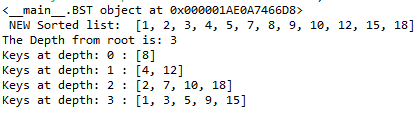 <__main__.BST object at 0x000001AE0A7466D8>
NEW Sorted list:  [1, 2, 3, 4, 5, 7, 8, 9, 10, 12, 15, 18]
The Depth from root is: 3
Keys at depth: 0 : [8]
Keys at depth: 1 : [4, 12]
Keys at depth: 2 : [2, 7, 10, 18]
Keys at depth: 3 : [1, 3, 5, 9, 15]